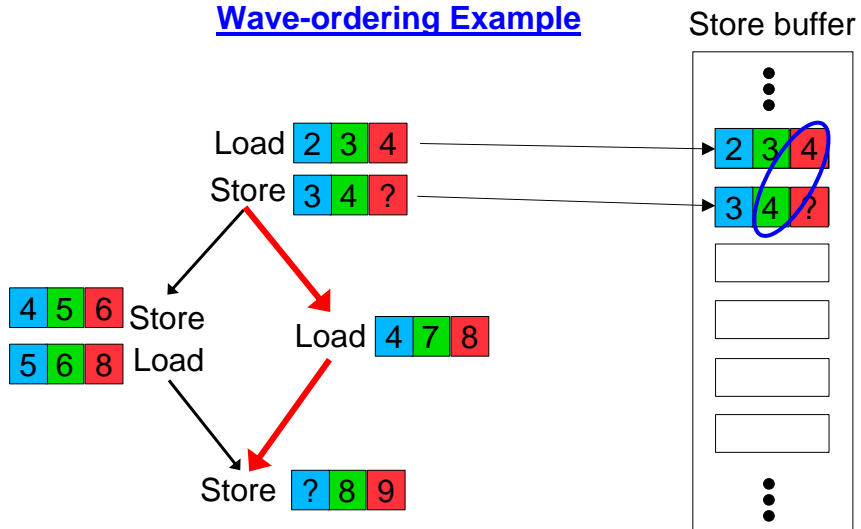 Wave-ordering Example
Store buffer
Load 2 3 4
2 3 4
Store 3 4 ?
3 4 ?
4 5 6 Store
Load 4 7 8
5 6 8 Load
Store ? 8 9